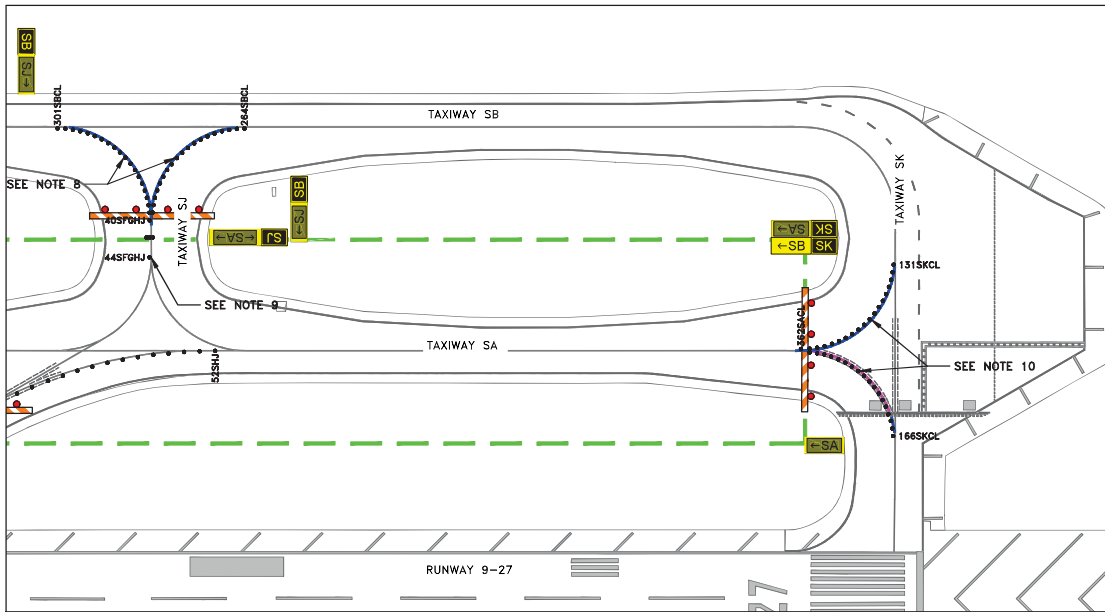 SB
SJ→
301SBCL
264SBCL
TAXIWAY SB
SEE NOTE 8
TAXIWAY SJ
40SFGHJ
44SFGHJ
SEE NOTE 9
SB
←SJ
←SA→
SJ
SA→
SK
←SB
SK
TAXIWAY SK
131SKCL
362SACL
TAXIWAY SA
52SHJ
SEE NOTE 10
166SKCL
←SA
RUNWAY 9-27
27